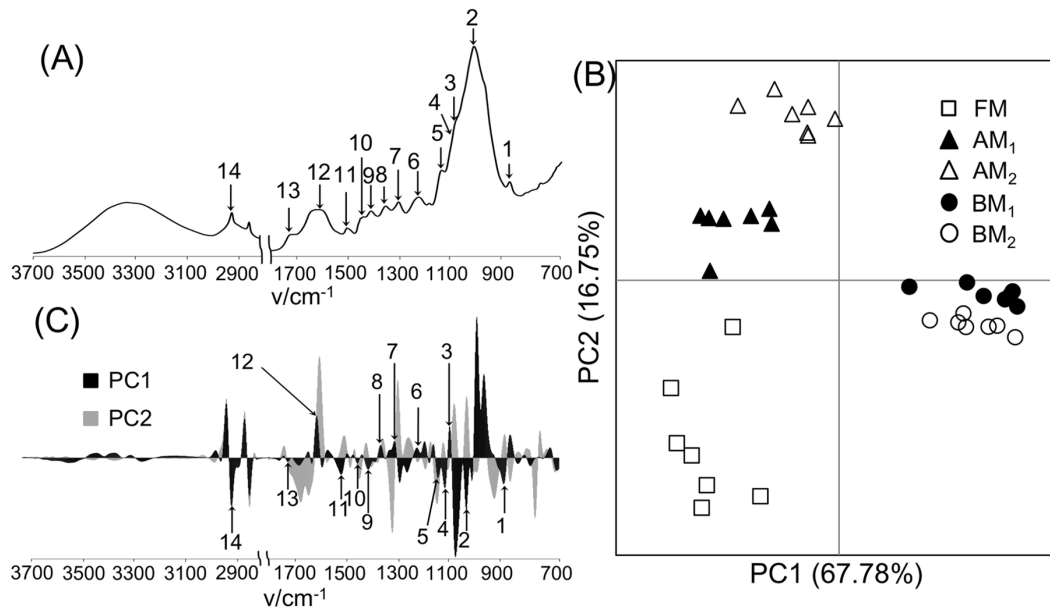 (A)
2
3
4
5
1
10
11 9 8 7 6
12
13
14
3700 3500 3300 3100 2900 1700 1500 1300 1100 900 700
v/cm-1
(C)
PC1
PC2
12
8
7
6
3
14
13
11
10
9
5
4
2
1
3700 3500 3300 3100 2900 1700 1500 1300 1100 900 700
v/cm-1
(B)
FM
AM1
AM2
BM1
BM2
PC2 (16.75%)
PC1 (67.78%)